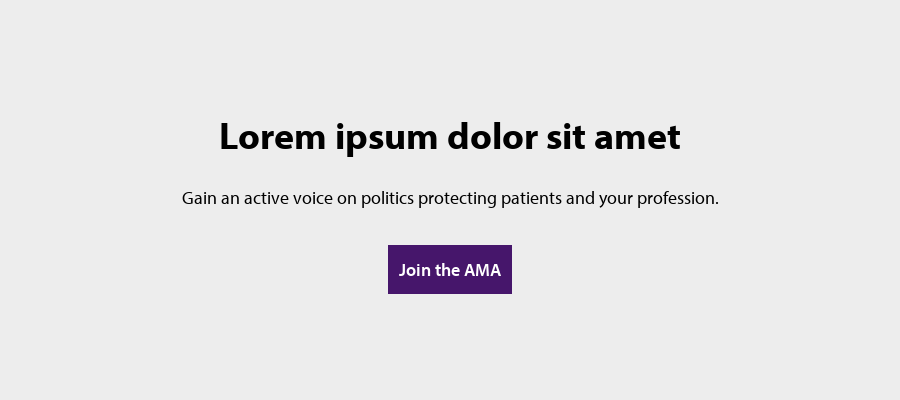 Lorem ipsum dolor sit amet
Gain an active voice on politics protecting patients and your profession.
Join the AMA